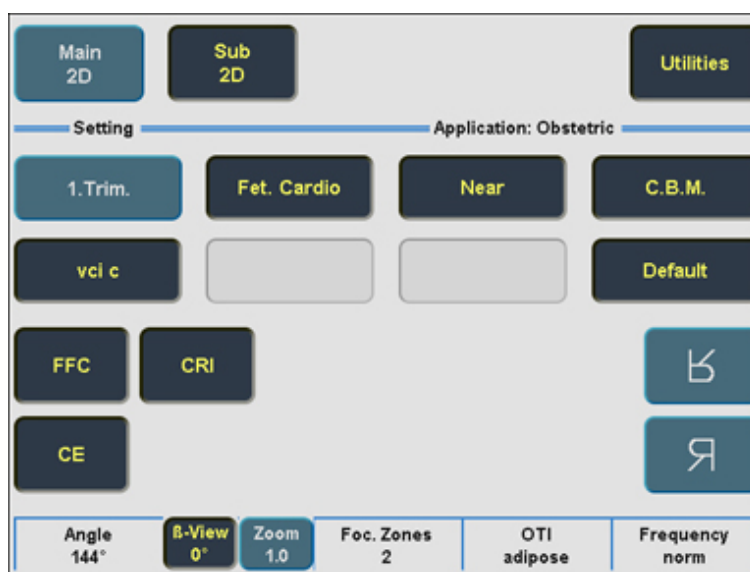 Main Sub
2D 2D Utilities
Setting Application: Obstetric
1.Trim. Fet. Cardio Near C.B.M.
vci c Default
FFC CRI
R
CE
R
Angle ß-View Zoom Foc. Zones OTI Frequency
144° 0° 1.0 2 adipose norm